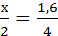 x/2 = 1,6/4